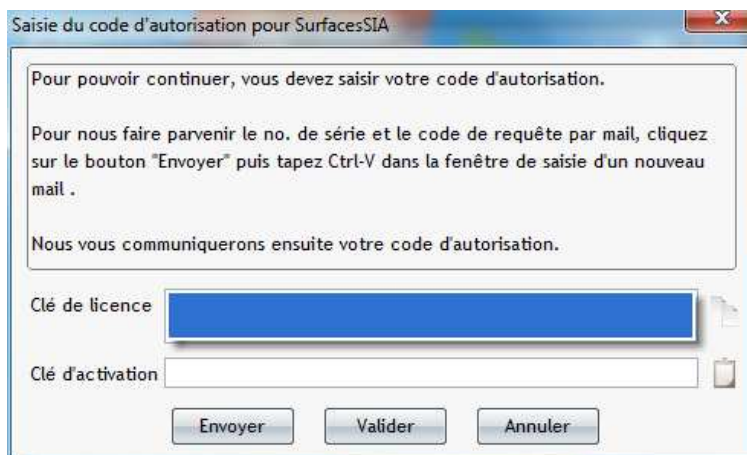 Saisie du code d'autorisation pour SurfacesSIA
Pour pouvoir continuer, vous devez saisir votre code d'autorisation.
Pour nous faire parvenir le no. de série et le code de requête par mail, cliquez
sur le bouton "Envoyer" puis tapez Ctrl-V dans la fenêtre de saisie d'un nouveau
mail .
Nous vous communiquerons ensuite votre code d'autorisation.
Clé de licence
Clé d'activation
Envoyer Valider Annuler